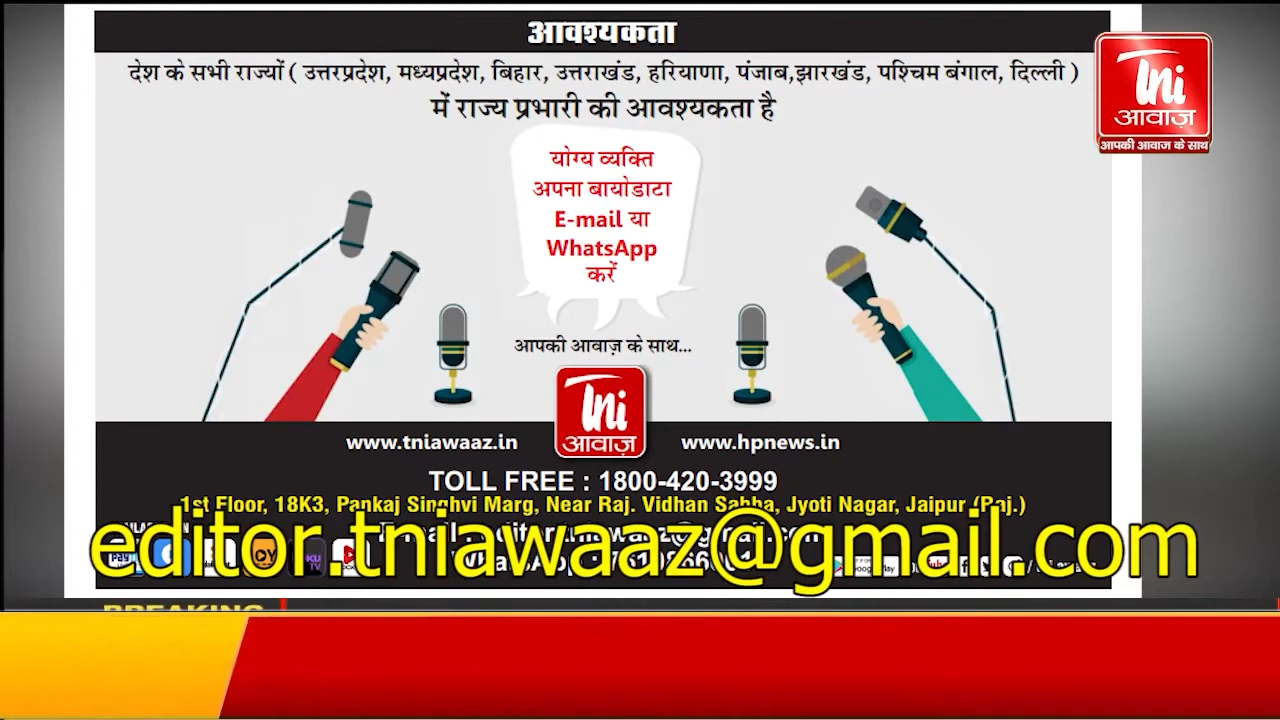 आवश्यकता
देश के सभी राज्यों ( उत्तरप्रदेश, मध्यप्रदेश, बिहार, उत्तराखंड, हरियाणा, पंजाब,झारखंड, पश्चिम बंगाल, दिल्ली )
में राज्य प्रभारी की आवश्यकता है
Tni
आवाज़
आपकी आवाज के साथ
योग्य व्यक्ति
अपना बायोडाटा
E-mail या
WhatsApp
करें
आपकी आवाज़ के साथ...
Tni
आवाज़
www.tniawaaz.in
www.hpnews.in
TOLL FREE : 1800-420-3999
1st Floor, 18K3, Pankaj Singhvi Marg, Near Raj. Vidhan Sabha, Jyoti Nagar, Jaipur (Raj.)
editor.tniawaaz@gmail.com
BREAKING